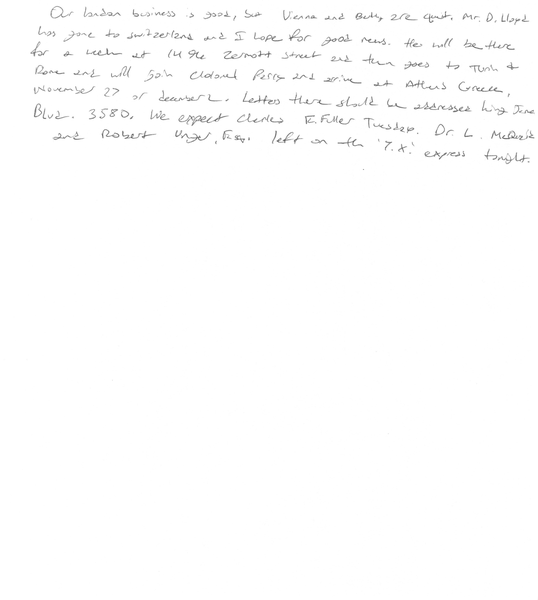 Our london business is good, but Vienna and Berlin are quiet. Mr. D. Lloyd
has gone to switzerland and I hope for good news. He will be there
for a week at 1496 Zermott street and then goes to Turin &
Rome and will join Colonel Perry and arrive at Athens Greece,
November 27 or december 2. Letters there should be addressed King James
Blvd. 3580. We expect Charles E. Fuller Tuesday. Dr. L. McQuaid
and Robert Unger, Esq. left on the 'Y.X.' express tonight.